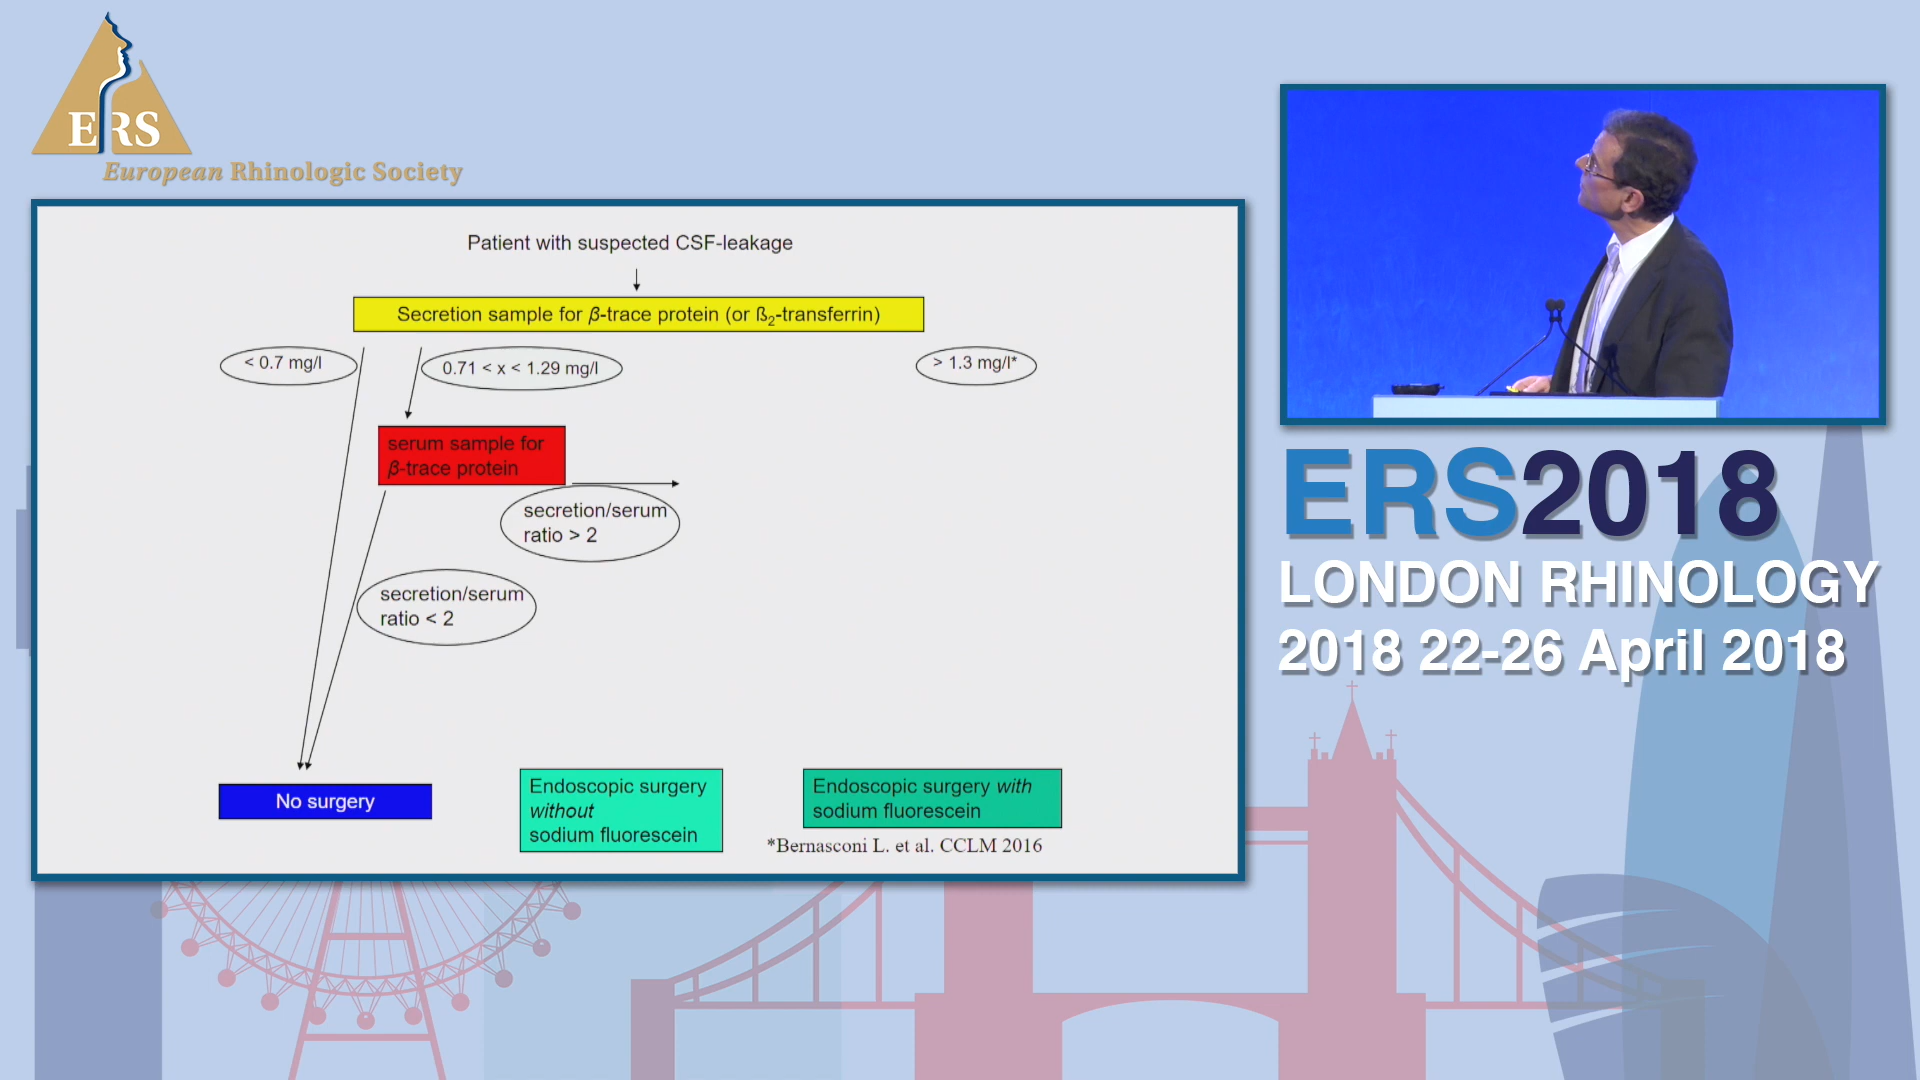 ERS
European Rhinologic Society
Patient with suspected CSF-leakage
Secretion sample for β-trace protein (or ß2-transferrin)
< 0.7 mg/l
0.71 < x < 1.29 mg/l
> 1.3 mg/l*
serum sample for
β-trace protein
secretion/serum
ratio > 2
secretion/serum
ratio < 2
No surgery
Endoscopic surgery
without
sodium fluorescein
Endoscopic surgery with
sodium fluorescein
*Bernasconi L. et al. CCLM 2016
ERS2018
LONDON RHINOLOGY
2018 22-26 April 2018